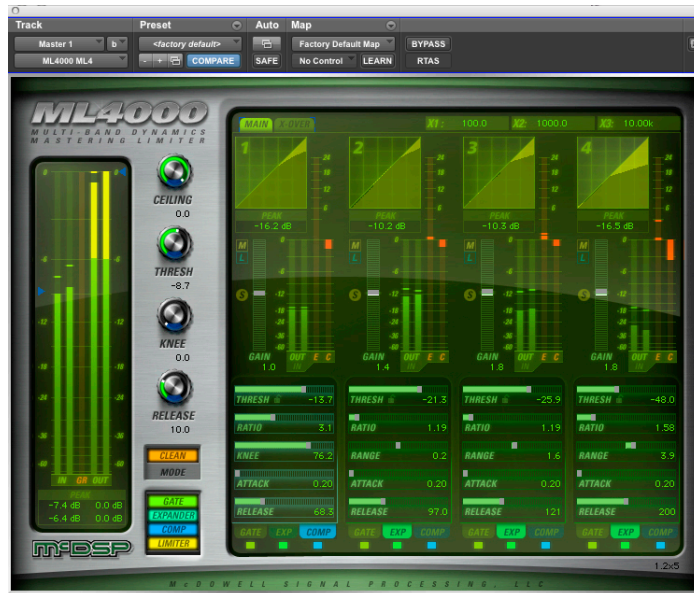 Track Preset Auto Map
Master 1 b <factory default> Factory Default Map BYPASS
ML4000 ML4 - + COMPARE SAFE No Control LEARN RTAS
ML4000
MULTI-BAND DYNAMICS
MASTERING LIMITER
MAIN X-OVER X1: 100.0 X2: 1000.0 X3: 10.00k
1 2 3 4
PEAK PEAK PEAK PEAK
-16.2 dB -10.2 dB -10.3 dB -16.5 dB
CEILING
0.0
THRESH
-8.7
KNEE
0.0
RELEASE
10.0
CLEAN
MODE
GATE
EXPANDER
COMP
LIMITER
IN GR OUT
PEAK
-7.4 dB 0.0 dB
-6.4 dB 0.0 dB
McDSP
M L S
GAIN OUT E C GAIN OUT E C GAIN OUT E C GAIN OUT E C
1.0 IN 1.4 IN 1.8 IN 1.8 IN
THRESH -13.7 THRESH -21.3 THRESH -25.9 THRESH -48.0
RATIO 3.1 RATIO 1.19 RATIO 1.19 RATIO 1.58
KNEE 76.2 RANGE 0.2 RANGE 1.6 RANGE 3.9
ATTACK 0.20 ATTACK 0.20 ATTACK 0.20 ATTACK 0.20
RELEASE 68.3 RELEASE 97.0 RELEASE 121 RELEASE 200
GATE EXP COMP GATE EXP COMP GATE EXP COMP GATE EXP COMP
1.2x5
McDOWELL SIGNAL PROCESSING, LLC